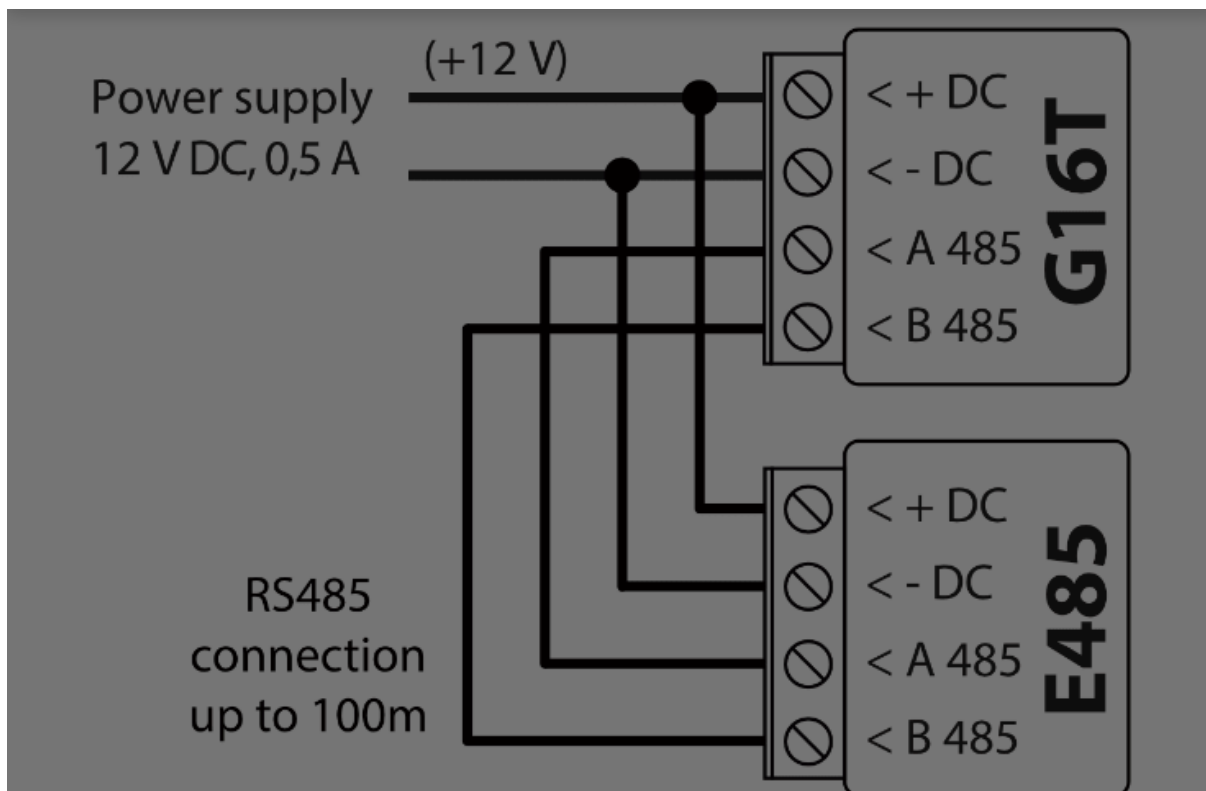 (+12 V)
Power supply
12 V DC, 0,5 A
< + DC
< - DC
< A 485
< B 485
G16T
< + DC
< - DC
< A 485
< B 485
E485
RS485
connection
up to 100m